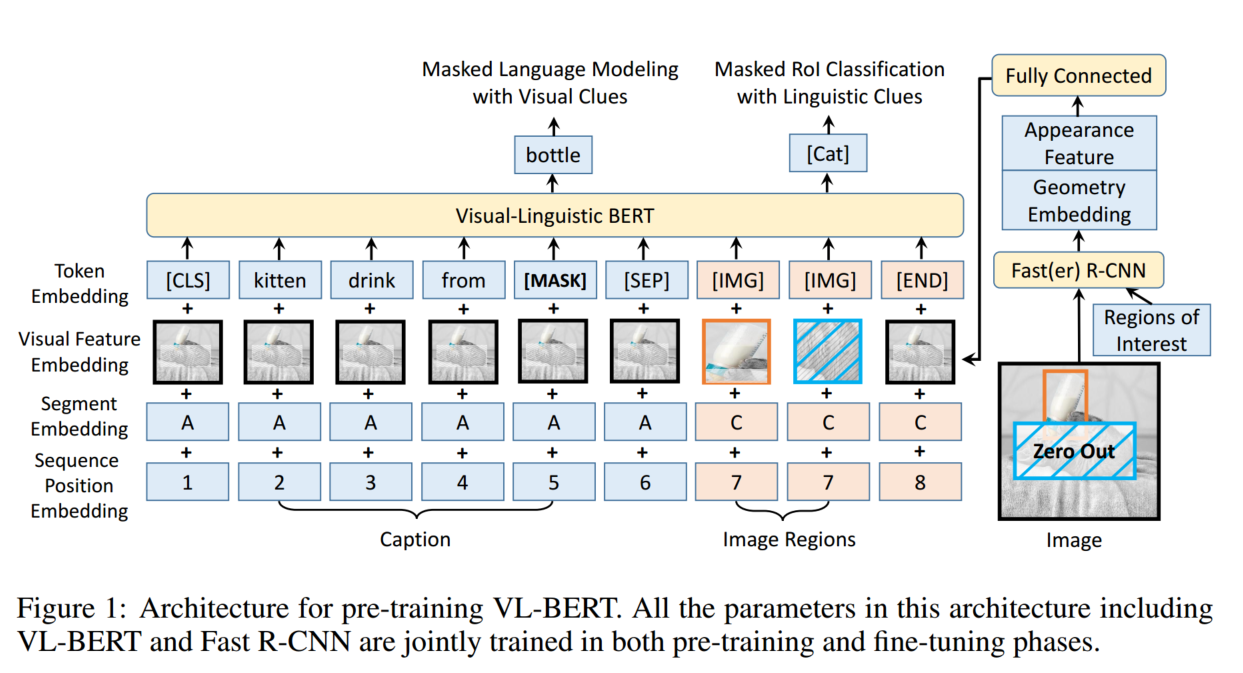 Masked Language Modeling
with Visual Clues
Masked RoI Classification
with Linguistic Clues
Fully Connected
Appearance
Feature
Geometry
Embedding
Fast(er) R-CNN
Regions of
Interest
bottle
[Cat]
Visual-Linguistic BERT
Token
Embedding
[CLS] kitten drink from [MASK] [SEP] [IMG] [IMG] [END]
+ + + + + + + + +
Visual Feature
Embedding
+ + + + + + + + +
Segment
Embedding
A A A A A A C C C
+ + + + + + + + +
Sequence
Position
Embedding
1 2 3 4 5 6 7 7 8
Caption
Image Regions
Zero Out
Image
Figure 1: Architecture for pre-training VL-BERT. All the parameters in this architecture including
VL-BERT and Fast R-CNN are jointly trained in both pre-training and fine-tuning phases.